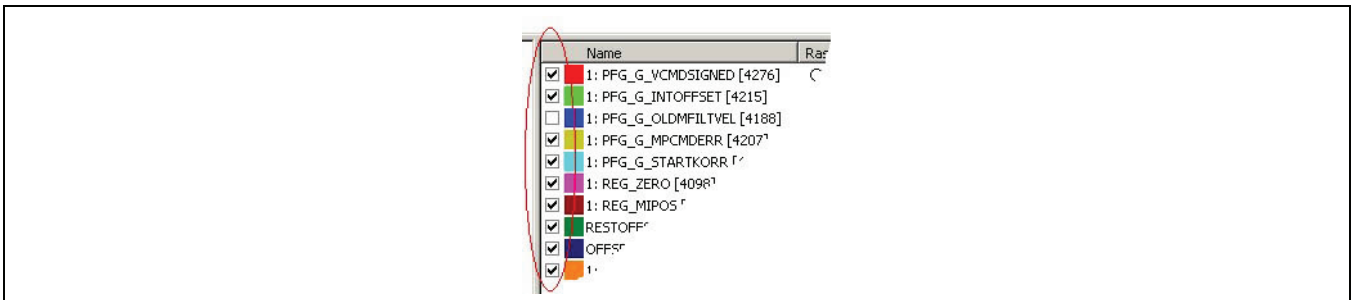 Name
1: PFG_G_VCMDSIGNED [4276]
1: PFG_G_INTOFFSET [4215]
1: PFG_G_OLDMFILTVEL [4188]
1: PFG_G_MPCMDERR [4207]
1: PFG_G_STARTKORR
1: REG_ZERO [4098]
1: REG_MIPOS
1: